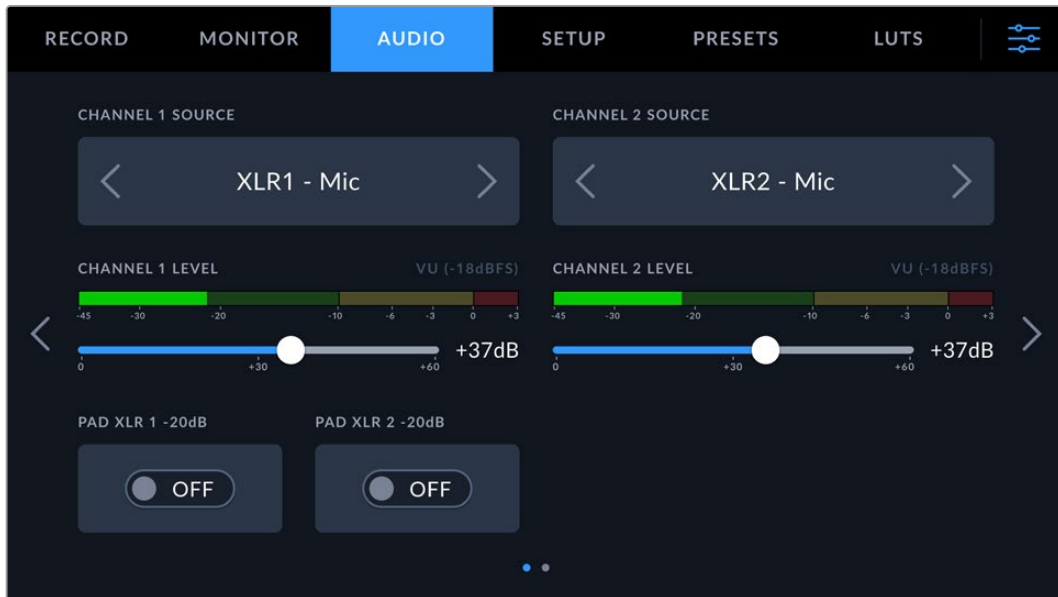 RECORD MONITOR AUDIO SETUP PRESETS LUTS
CHANNEL 1 SOURCE CHANNEL 2 SOURCE
XLR1 - Mic XLR2 - Mic
CHANNEL 1 LEVEL VU (-18dBFS) CHANNEL 2 LEVEL VU (-18dBFS)
-45 -30 -20 -10 -6 -3 0 +3 -45 -30 -20 -10 -6 -3 0 +3
+37dB +37dB
0 +30 +60 0 +30 +60
PAD XLR 1 -20dB PAD XLR 2 -20dB
OFF OFF